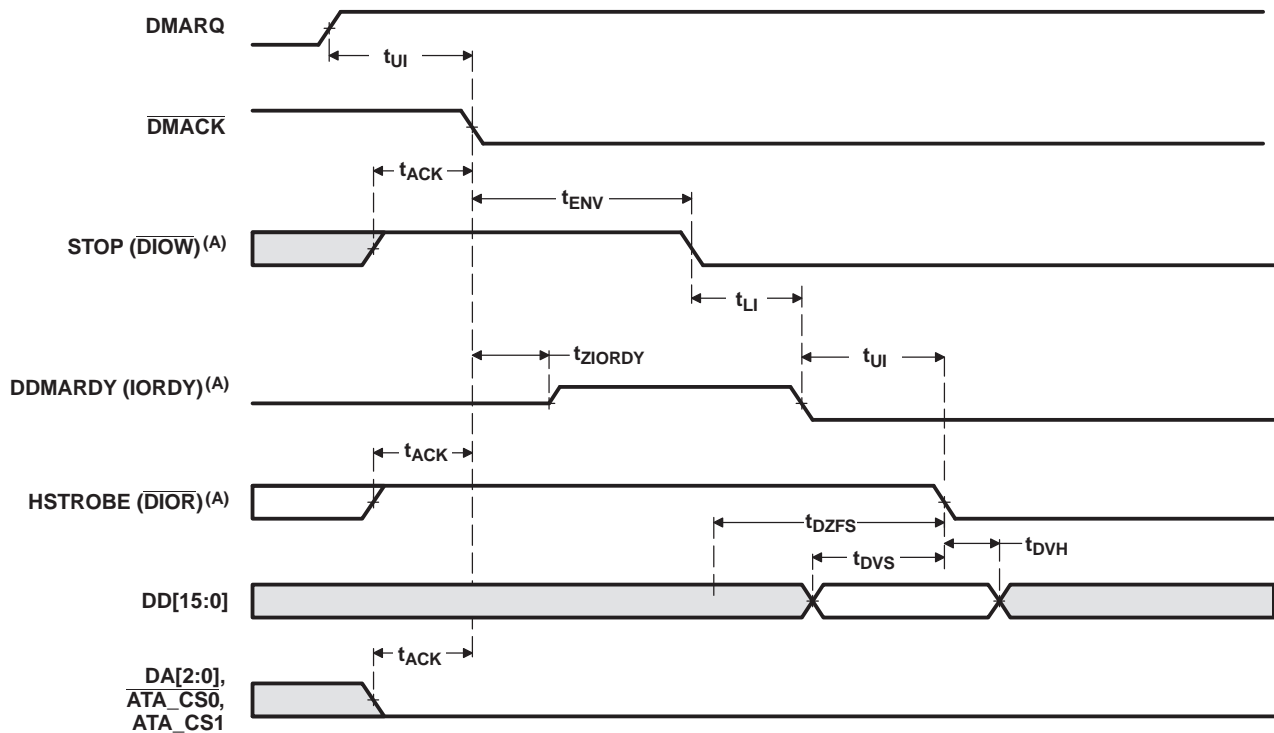 DMARQ
tUI
DMACK
tACK
tENV
STOP (DIOW)(A)
tLI
tZIORDY
tUI
DDMARDY (IORDY)(A)
tACK
HSTROBE (DIOR)(A)
tDZFS
tDVH
tDVS
DD[15:0]
tACK
DA[2:0],
ATA_CS0,
ATA_CS1